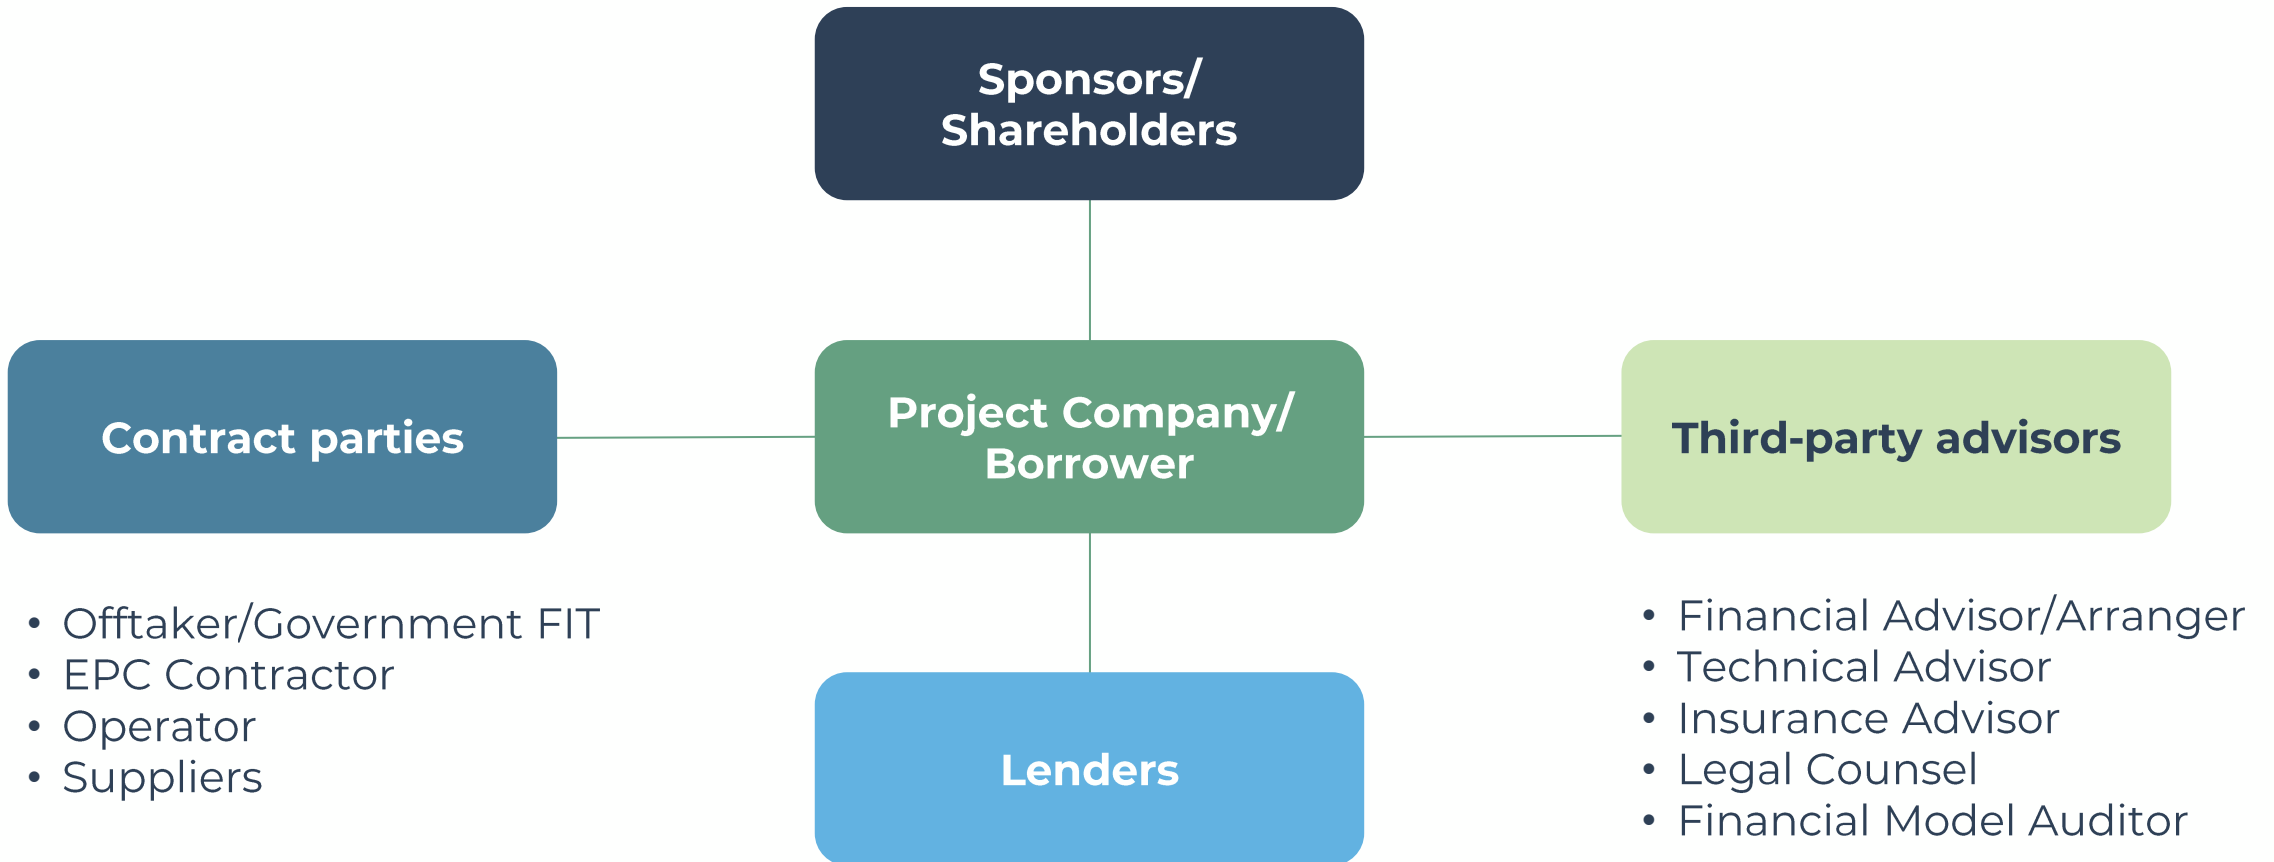 Sponsors/
Shareholders
Contract parties
Project Company/
Borrower
Third-party advisors
• Offtaker/Government FIT
• EPC Contractor
• Operator
• Suppliers
Lenders
• Financial Advisor/Arranger
• Technical Advisor
• Insurance Advisor
• Legal Counsel
• Financial Model Auditor